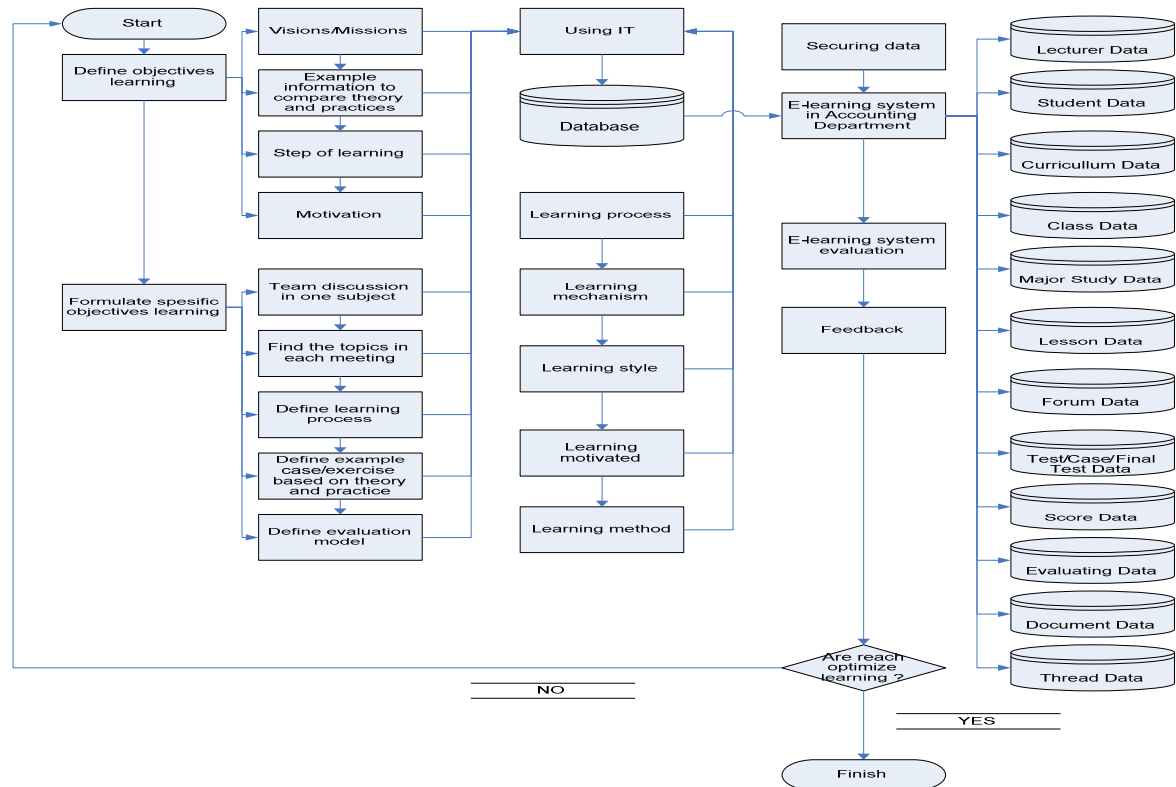 Start
Define objectives
learning
Formulate spesific
objectives learning
Visions/Missions
Example
information to
compare theory
and practices
Step of learning
Motivation
Team discussion
in one subject
Find the topics in
each meeting
Define learning
process
Define example
case/exercise
based on theory
and practice
Define evaluation
model
Using IT
Database
Learning process
Learning
mechanism
Learning style
Learning
motivated
Learning method
Securing data
E-learning system
in Accounting
Department
E-learning system
evaluation
Feedback
Are reach
optimize
learning ?
NO
YES
Finish
Lecturer Data
Student Data
Curricullum Data
Class Data
Major Study Data
Lesson Data
Forum Data
Test/Case/Final
Test Data
Score Data
Evaluating Data
Document Data
Thread Data